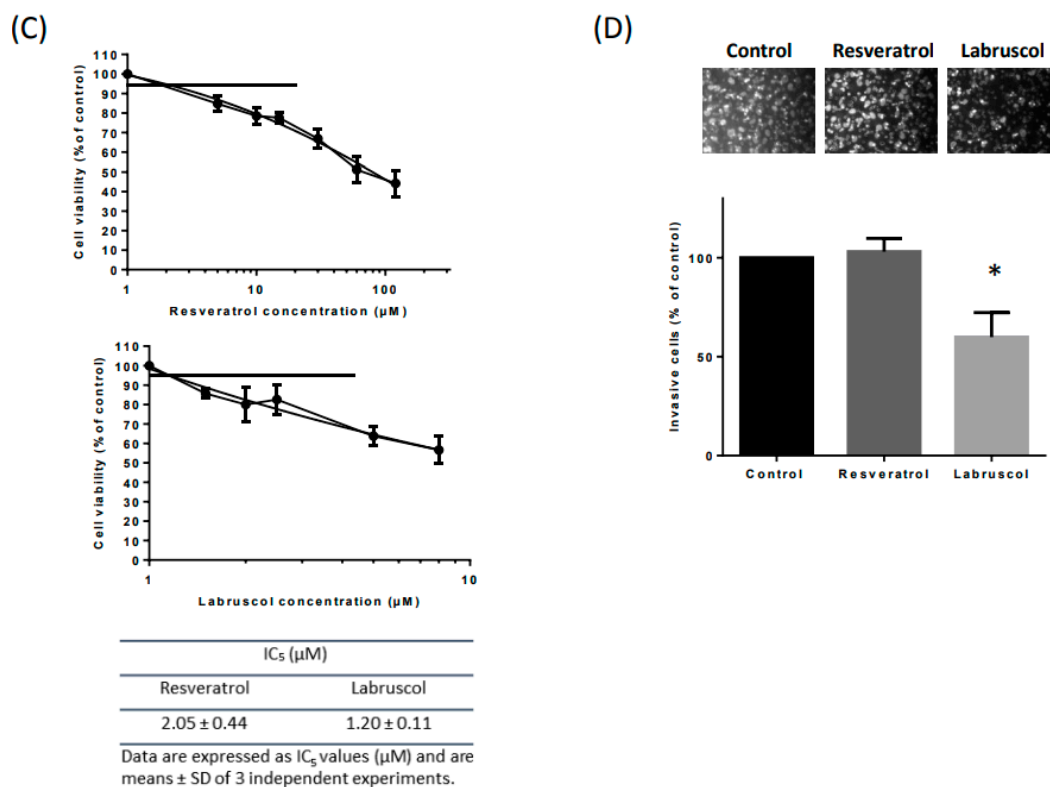 (C)
110
100
90
80
70
60
50
40
30
20
10
0
Cell viability (% of control)
1
10
100
Resveratrol concentration (µM)
110
100
90
80
70
60
50
40
30
20
10
0
Cell viability (% of control)
1
10
Labruscol concentration (µM)
IC₅ (µM)
Resveratrol Labruscol
2.05 ± 0.44 1.20 ± 0.11
Data are expressed as IC₅ values (µM) and are
means ± SD of 3 independent experiments.
(D)
Control Resveratrol Labruscol
100
50
0
Invasive cells (% of control)
*
Control Resveratrol Labruscol